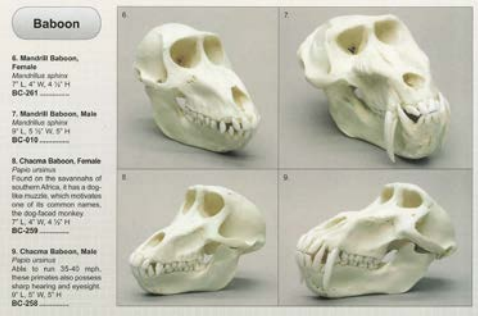 Baboon
6. Mandrill Baboon,
Female
Mandrillus sphinx
7" L, 4" W, 4 ½" H
BC-261
7. Mandrill Baboon, Male
Mandrillus sphinx
9" L, 5 ½" W, 5" H
BC-010
8. Chacma Baboon, Female
Papio ursinus
Found on the savannahs of
southern Africa, it has a dog-
like muzzle, which motivates
one of its common names,
the dog-faced monkey.
7" L, 4" W, 4 ½" H
BC-259
9. Chacma Baboon, Male
Papio ursinus
Able to run 35-40 mph,
these primates also possess
sharp hearing and eyesight.
9" L, 5" W, 5" H
BC-258
6.
7.
8.
9.